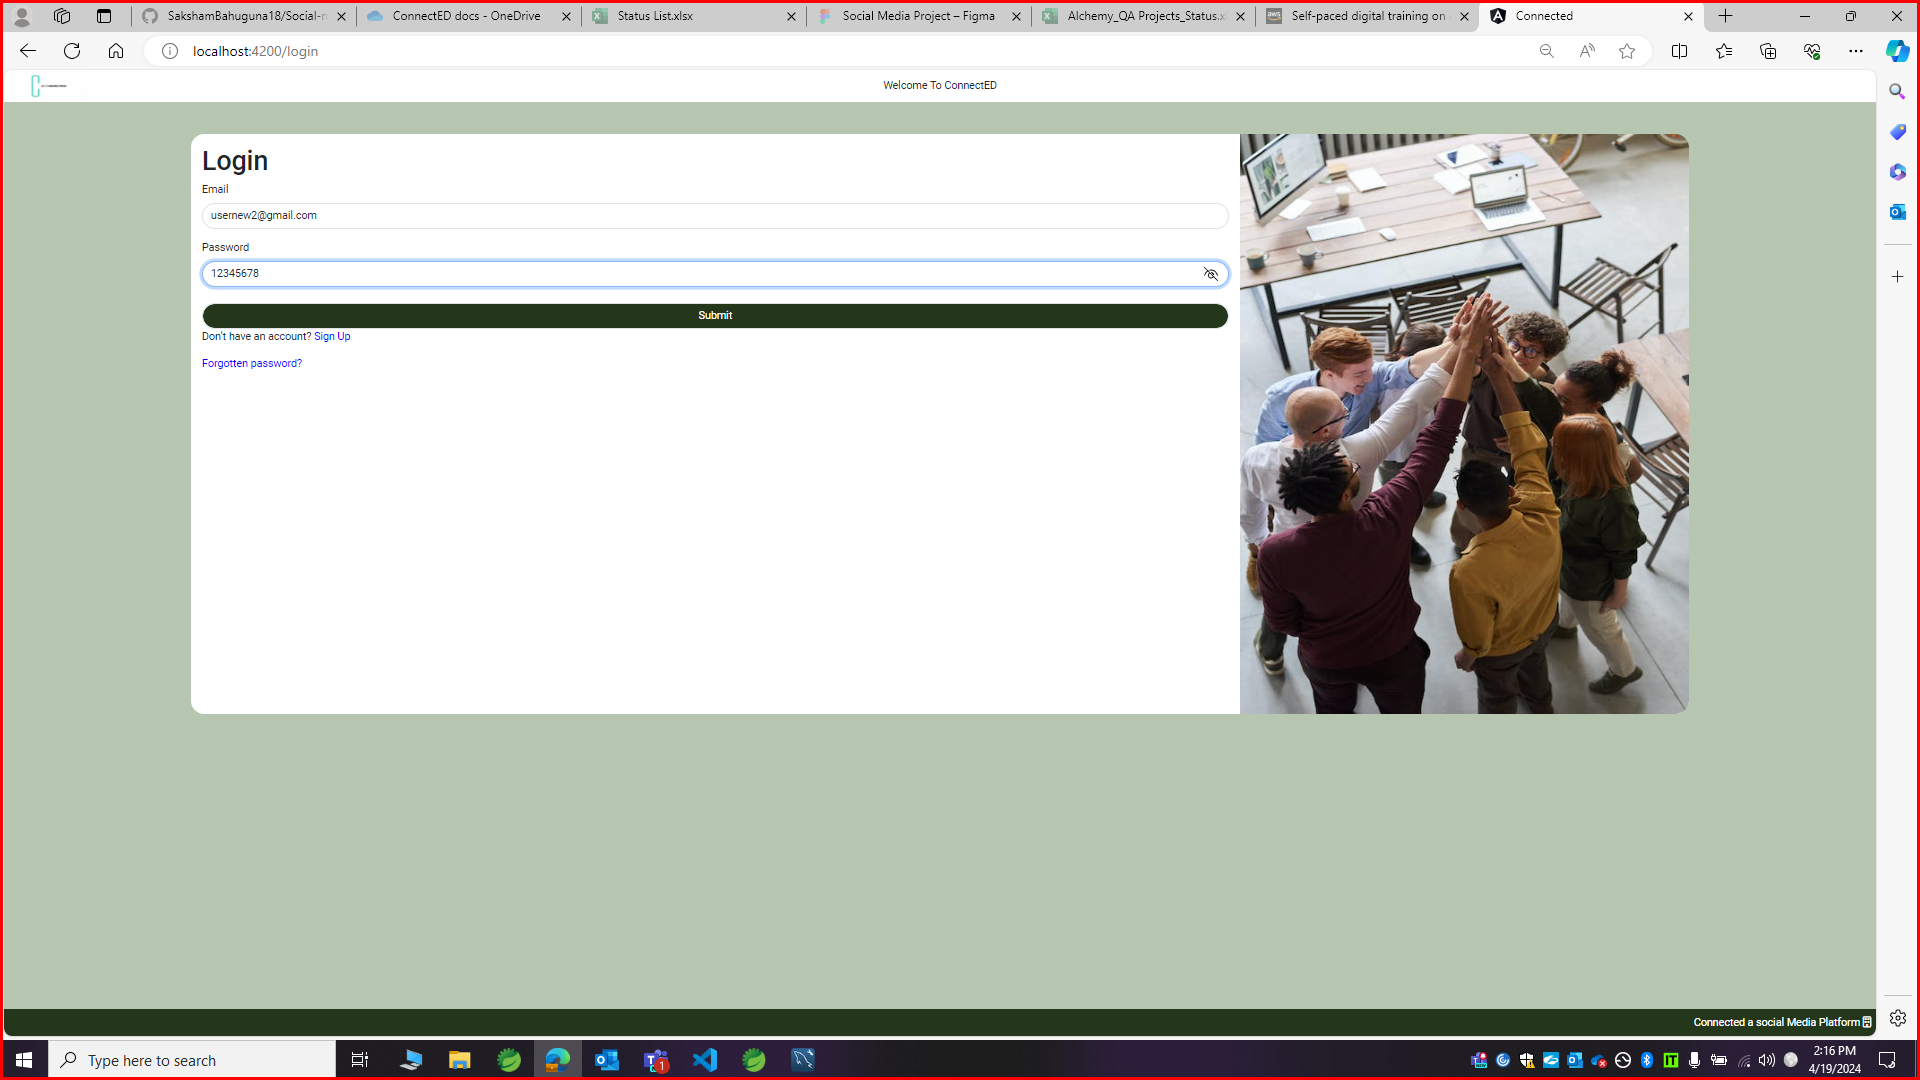 SakshamBahuguna18/Social-n
ConnectED docs - OneDrive
Status List.xlsx
Social Media Project – Figma
Alchemy_QA Projects_Status.x
Self-paced digital training on
Connected
localhost:4200/login
Welcome To ConnectED
Login
Email
usernew2@gmail.com
Password
12345678
Submit
Don't have an account? Sign Up
Forgotten password?
Connected a social Media Platform
Type here to search
1
2:16 PM
4/19/2024